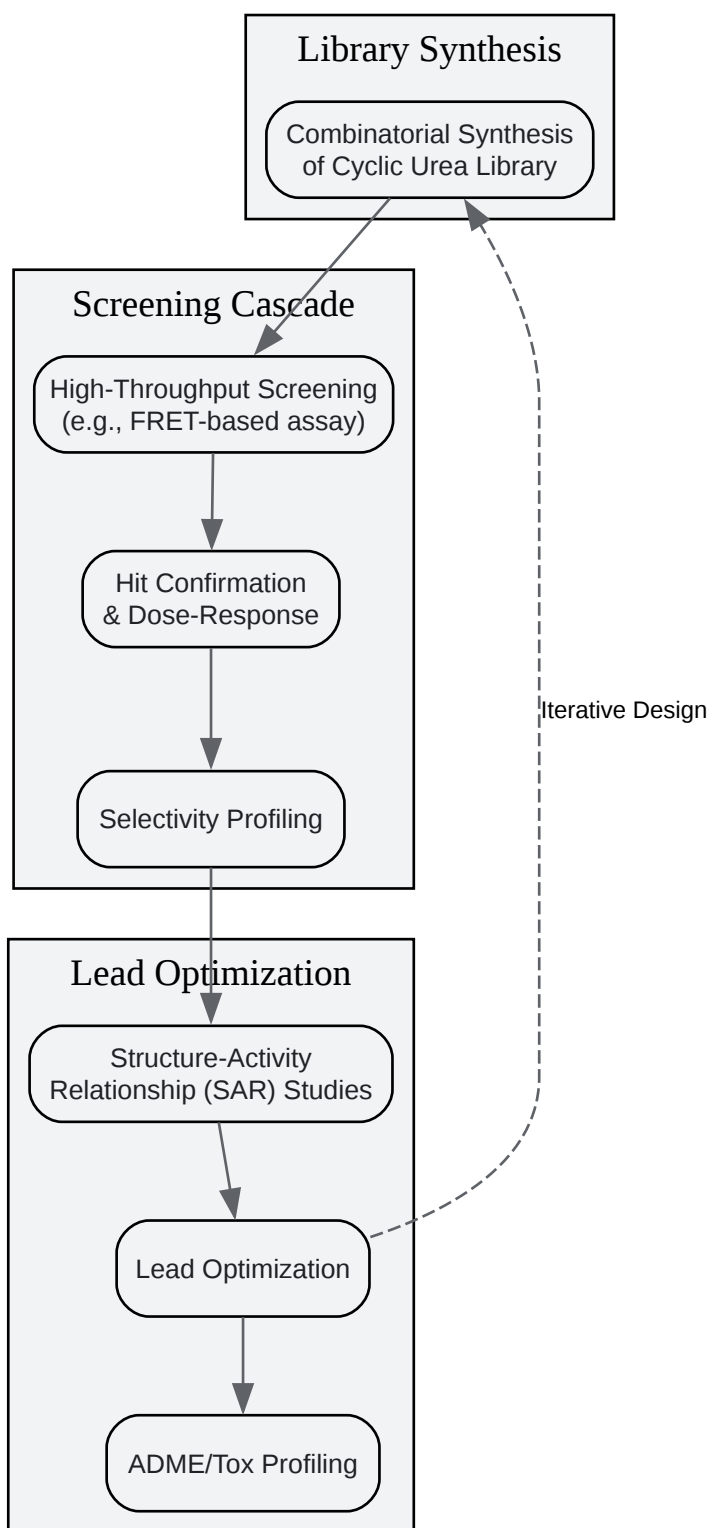 Library Synthesis
Combinatorial Synthesis
of Cyclic Urea Library
Screening Cascade
High-Throughput Screening
(e.g., FRET-based assay)
Hit Confirmation
& Dose-Response
Iterative Design
Selectivity Profiling
Lead Optimization
Structure-Activity
Relationship (SAR) Studies
Lead Optimization
ADME/Tox Profiling